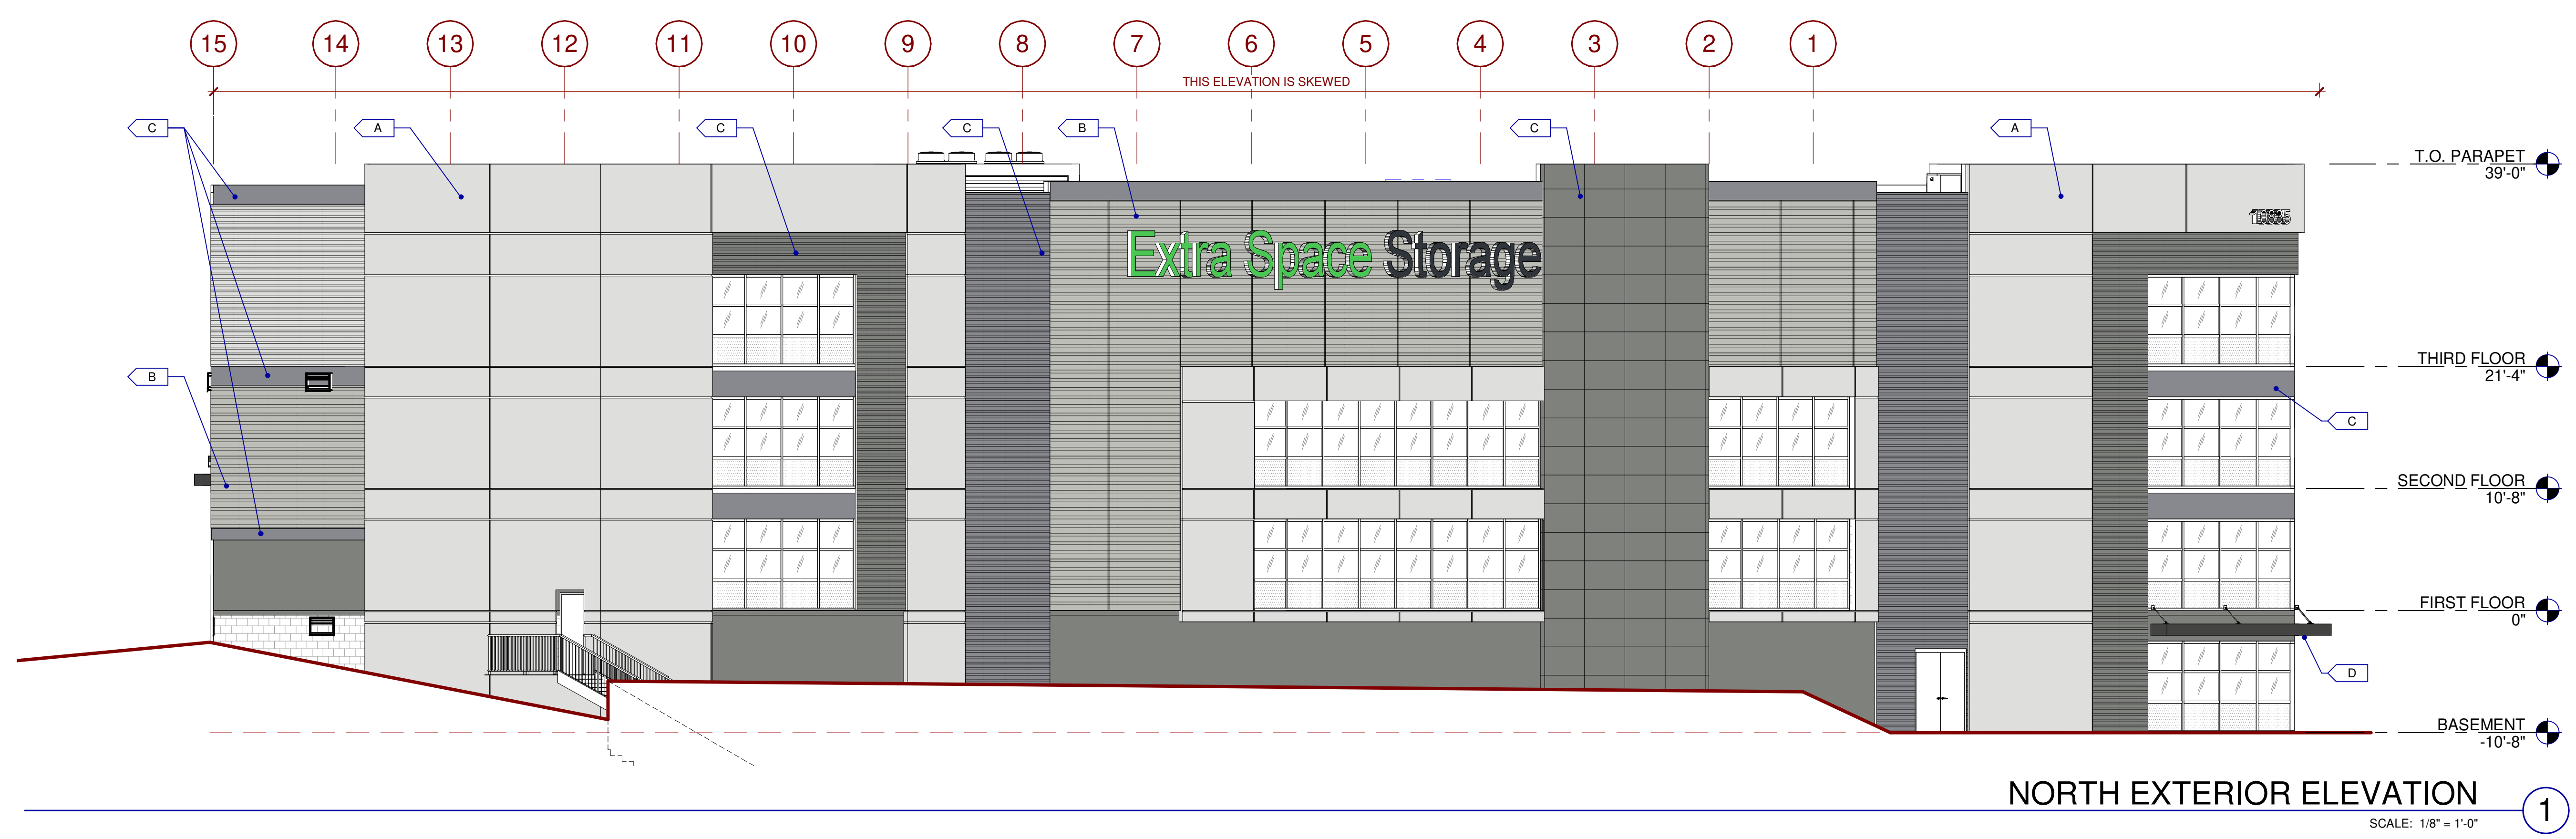 15 14 13 12 11 10 9 8 7 6 5 4 3 2 1
THIS ELEVATION IS SKEWED
C A C C B C A
T.O. PARAPET
39'-0"
10835
Extra Space Storage
THIRD FLOOR
21'-4"
B
C
SECOND FLOOR
10'-8"
FIRST FLOOR
0"
D
BASEMENT
-10'-8"
NORTH EXTERIOR ELEVATION
1
SCALE: 1/8" = 1'-0"